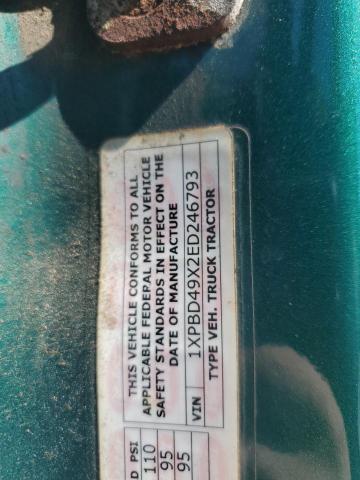 THIS VEHICLE CONFORMS TO ALL
APPLICABLE FEDERAL MOTOR VEHICLE
SAFETY STANDARDS IN EFFECT ON THE
DATE OF MANUFACTURE
VIN 1XPBD49X2ED246793
TYPE VEH. TRUCK TRACTOR
D PSI
110
95
95